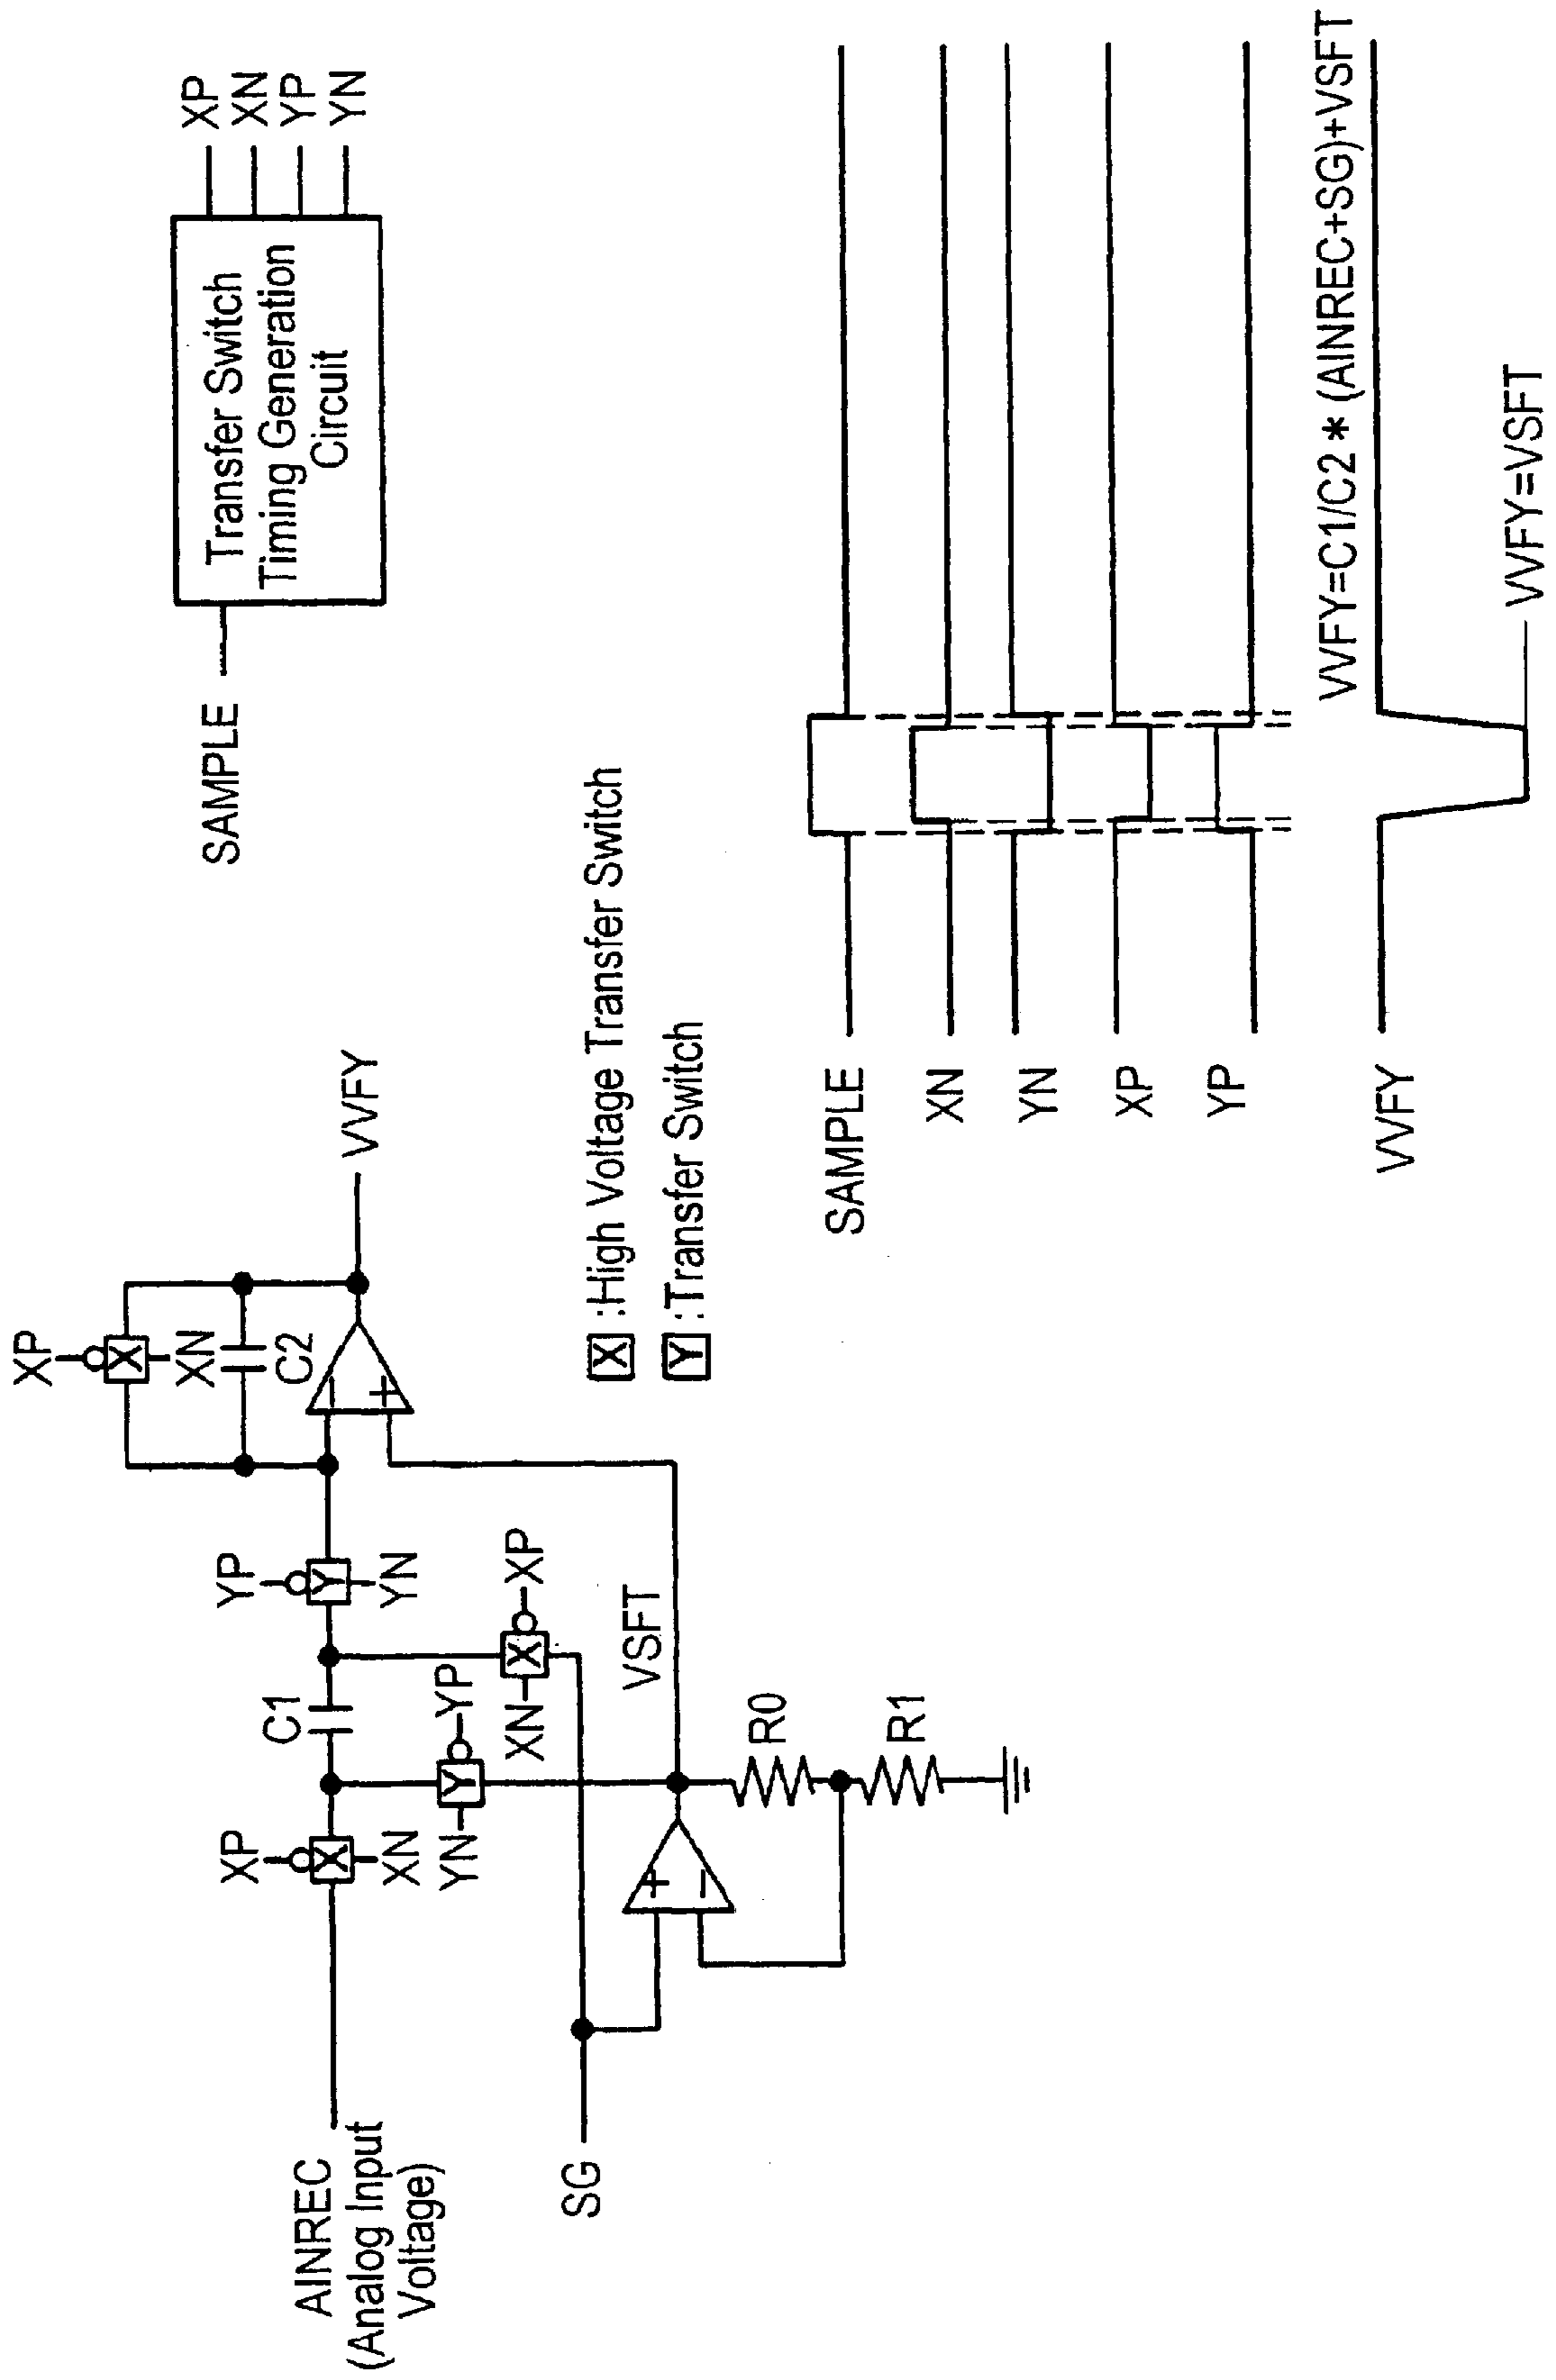 XP
XN
C2
VVFY
YP
YN
C1
XP
XN
YN
YP
XN
XP
VSFT
AINREC
(Analog Input
Voltage)
SG
+
−
−
+
R0
R1
X :High Voltage Transfer Switch
Y :Transfer Switch
X
X
X
Y
Y
SAMPLE
Transfer Switch
Timing Generation
Circuit
XP
XN
YP
YN
SAMPLE
XN
YN
XP
YP
VVFY
VVFY=C1/C2 * (AINREC+SG)+VSFT
VVFY=VSFT